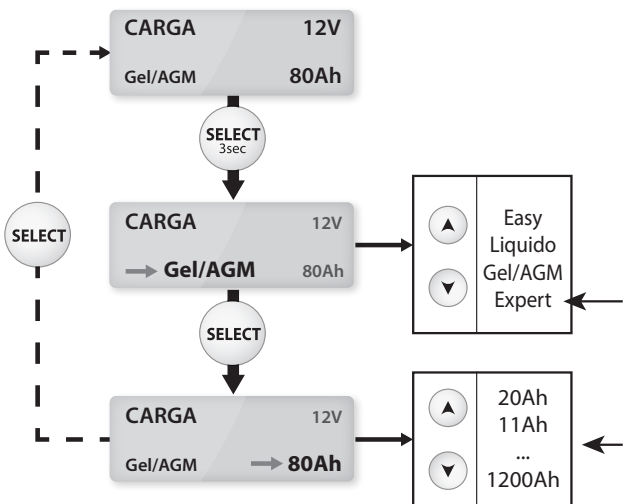 CARGA 12V
Gel/AGM 80Ah
SELECT
3sec
SELECT
CARGA 12V
Gel/AGM 80Ah
Easy
Liquido
Gel/AGM
Expert
SELECT
CARGA 12V
Gel/AGM 80Ah
20Ah
11Ah
...
1200Ah